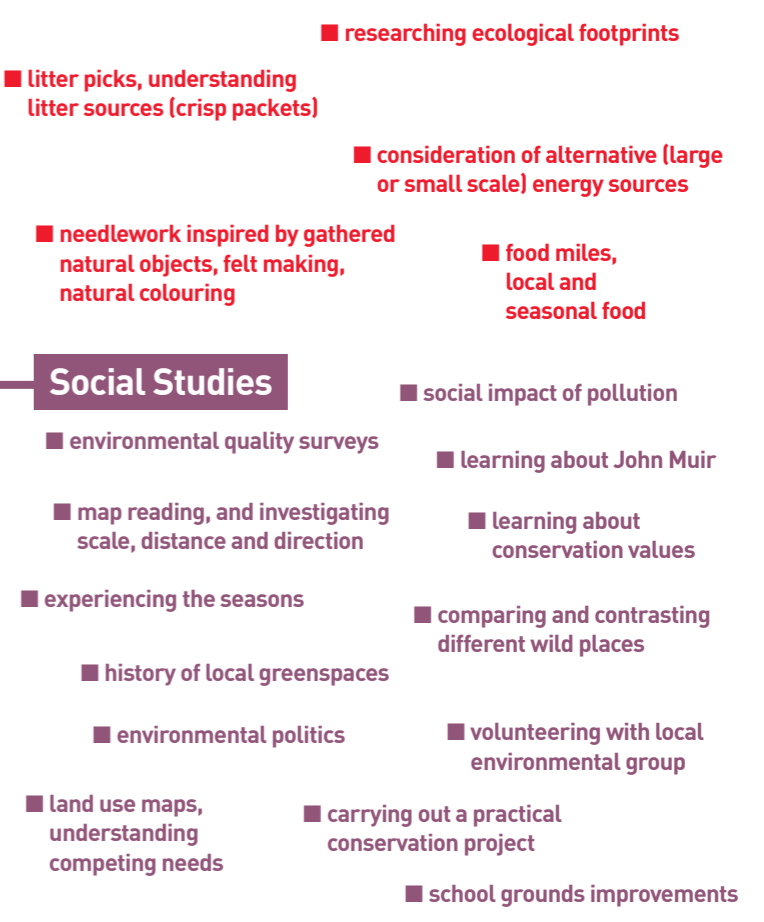 ■ researching ecological footprints
■ litter picks, understanding
litter sources (crisp packets)
■ consideration of alternative (large
or small scale) energy sources
■ needlework inspired by gathered
natural objects, felt making,
natural colouring
■ food miles,
local and
seasonal food
Social Studies
■ social impact of pollution
■ environmental quality surveys
■ learning about John Muir
■ map reading, and investigating
scale, distance and direction
■ learning about
conservation values
■ experiencing the seasons
■ comparing and contrasting
different wild places
■ history of local greenspaces
■ environmental politics
■ volunteering with local
environmental group
■ land use maps,
understanding
competing needs
■ carrying out a practical
conservation project
■ school grounds improvements